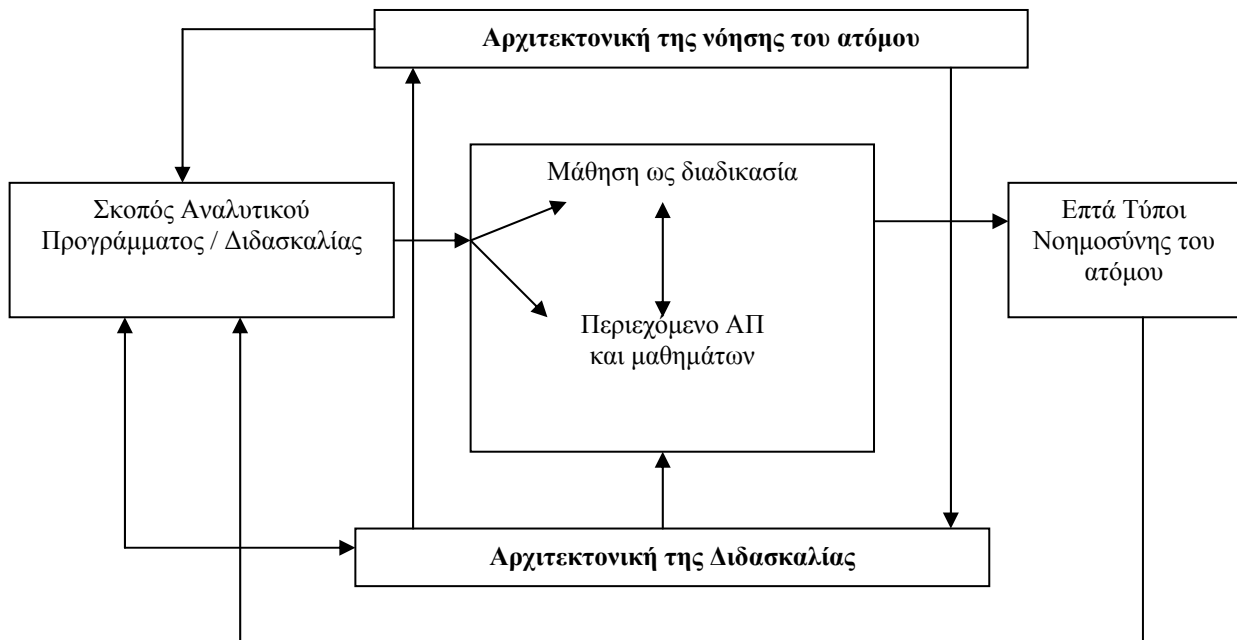 Αρχιτεκτονική της νόησης του ατόμου
Μάθηση ως διαδικασία
Σκοπός Αναλυτικού
Προγράμματος / Διδασκαλίας
Επτά Τύποι
Νοημοσύνης του
ατόμου
Περιεχόμενο ΑΠ
και μαθημάτων
Αρχιτεκτονική της Διδασκαλίας